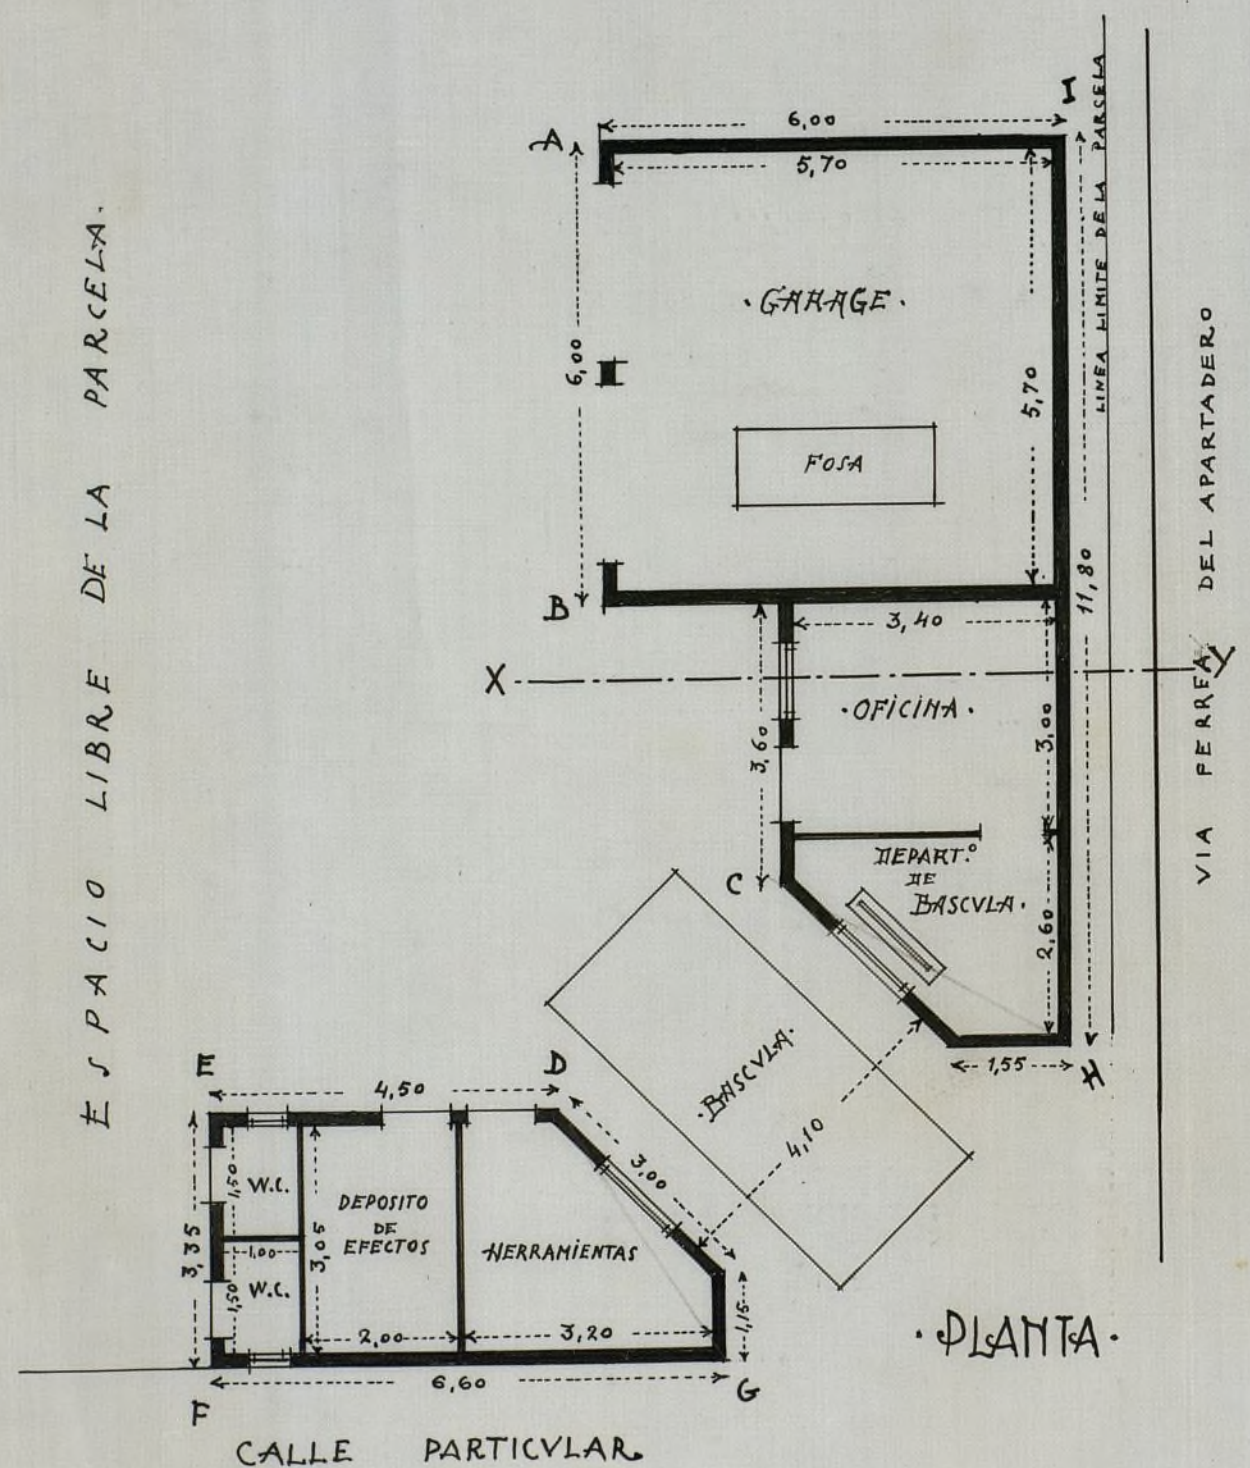 I
6,00
A
5,70
LINEA LIMITE DE LA PARCELA
·GARAGE·
6,00
5,70
FOSA
B
11,80
3,40
X
Y
·OFICINA·
3,60
3,00
DEPART.º
DE
BASCVLA.
C
2,60
VIA FERREA DEL APARTADERO
ESPACIO LIBRE DE LA PARCELA.
1,55
H
E
D
4,50
·BASCVLA·
4,10
3,00
1,50
W.C.
DEPOSITO
DE
EFECTOS
3,35
3,05
1,00
HERRAMIENTAS
1,50
W.C.
2,00
3,20
1,15
·PLANTA·
6,60
F
G
CALLE PARTICVLAR